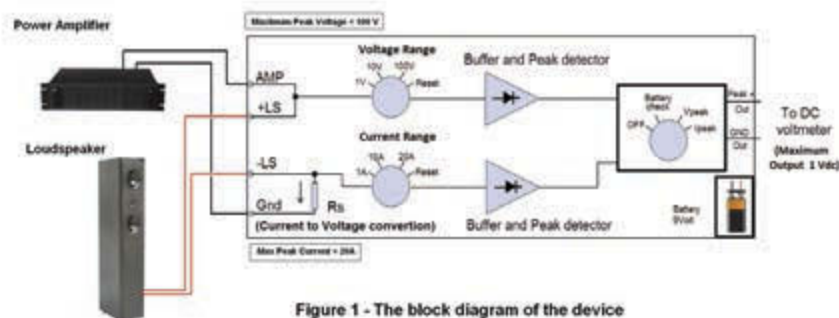 Maximum Peak Voltage = 100 V
Power Amplifier
Voltage Range
10V
100V
1V
Reset
Buffer and Peak detector
AMP
+LS
Battery
check
Vpeak
OFF
Ipeak
Peak +
Out
GND
Out
To DC
voltmeter
(Maximum
Output 1 Vdc)
Loudspeaker
Current Range
-LS
10A
20A
1A
Reset
Gnd
Rs
(Current to Voltage convertion)
Buffer and Peak detector
Battery
9Volt
Max Peak Current = 20A
Figure 1 - The block diagram of the device